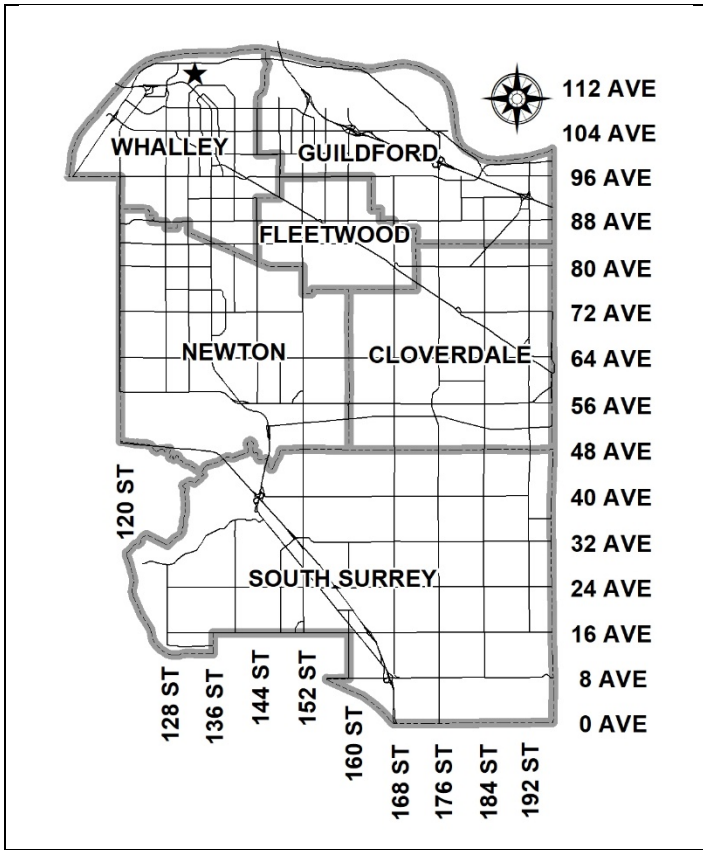 112 AVE
104 AVE
WHALLEY
GUILDFORD
96 AVE
88 AVE
FLEETWOOD
80 AVE
72 AVE
NEWTON
CLOVERDALE
64 AVE
56 AVE
48 AVE
120 ST
40 AVE
32 AVE
SOUTH SURREY
24 AVE
16 AVE
128 ST
136 ST
144 ST
152 ST
160 ST
8 AVE
0 AVE
168 ST
176 ST
184 ST
192 ST